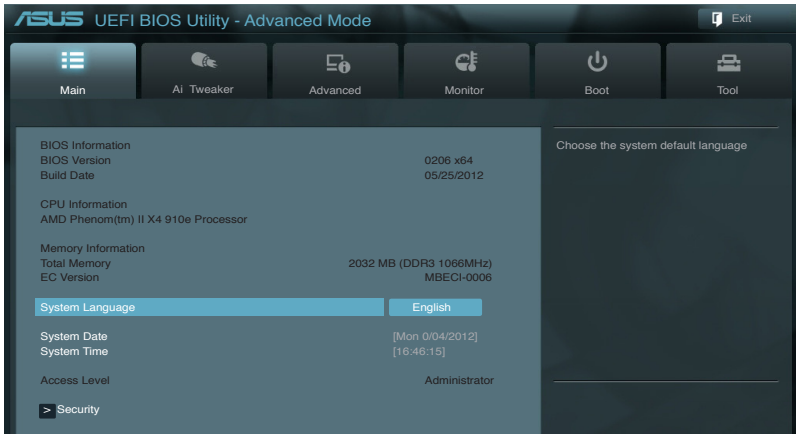 ASUS UEFI BIOS Utility - Advanced Mode
Exit
Main
Ai Tweaker
Advanced
Monitor
Boot
Tool
BIOS Information
BIOS Version 0206 x64
Build Date 05/25/2012
CPU Information
AMD Phenom(tm) II X4 910e Processor
Memory Information
Total Memory 2032 MB (DDR3 1066MHz)
EC Version MBECI-0006
System Language English
System Date [Mon 0/04/2012]
System Time [16:46:15]
Access Level Administrator
> Security
Choose the system default language